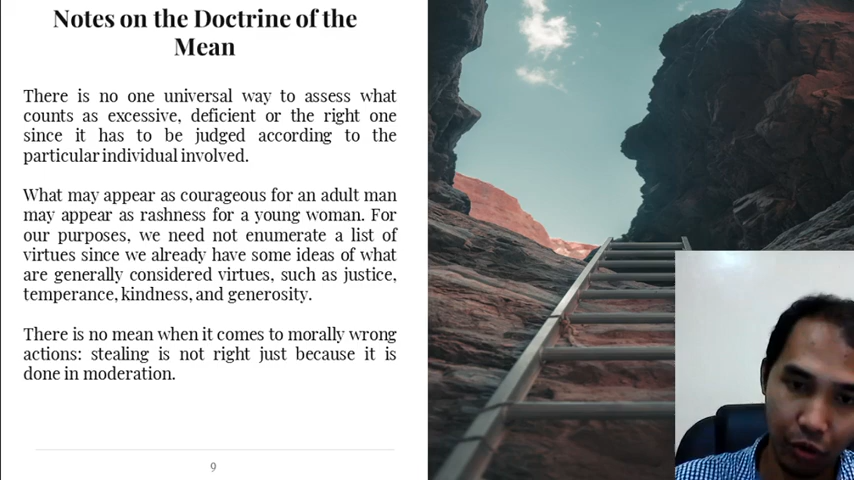 Notes on the Doctrine of the
Mean
There is no one universal way to assess what
counts as excessive, deficient or the right one
since it has to be judged according to the
particular individual involved.
What may appear as courageous for an adult man
may appear as rashness for a young woman. For
our purposes, we need not enumerate a list of
virtues since we already have some ideas of what
are generally considered virtues, such as justice,
temperance, kindness, and generosity.
There is no mean when it comes to morally wrong
actions: stealing is not right just because it is
done in moderation.
9